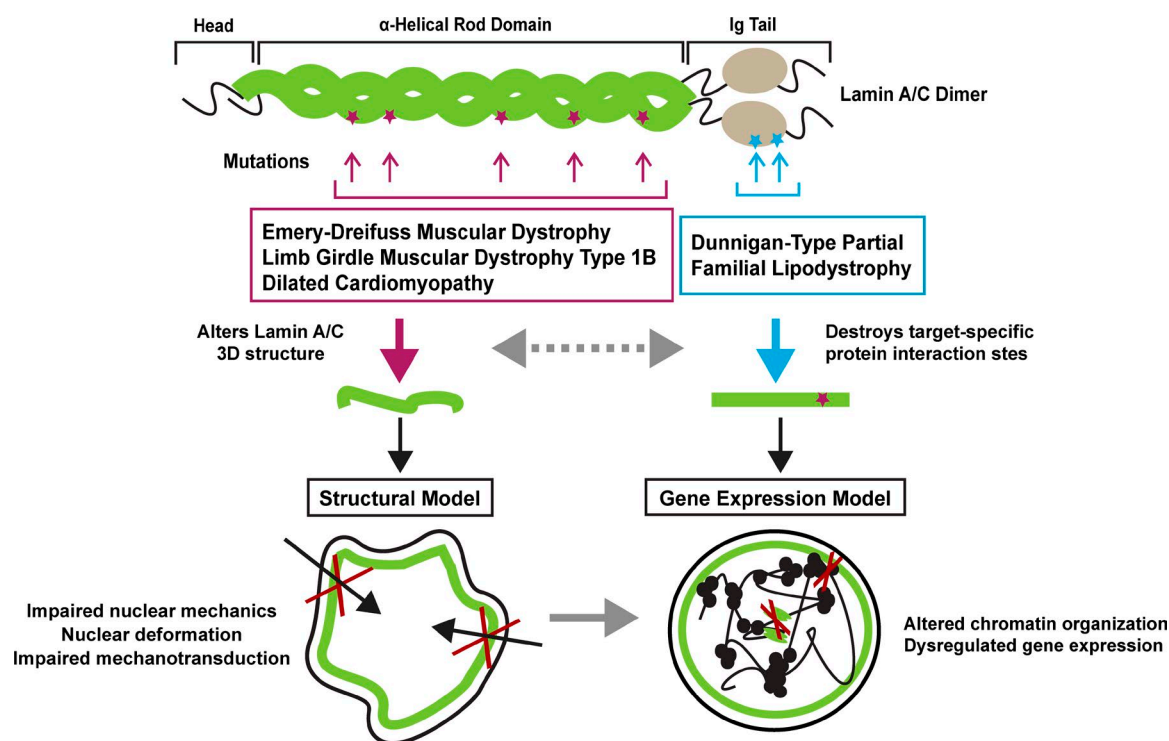 Head
α-Helical Rod Domain
Ig Tail
Lamin A/C Dimer
Mutations
Emery-Dreifuss Muscular Dystrophy
Limb Girdle Muscular Dystrophy Type 1B
Dilated Cardiomyopathy
Dunnigan-Type Partial
Familial Lipodystrophy
Alters Lamin A/C
3D structure
Destroys target-specific
protein interaction stes
Structural Model
Gene Expression Model
Impaired nuclear mechanics
Nuclear deformation
Impaired mechanotransduction
Altered chromatin organization
Dysregulated gene expression